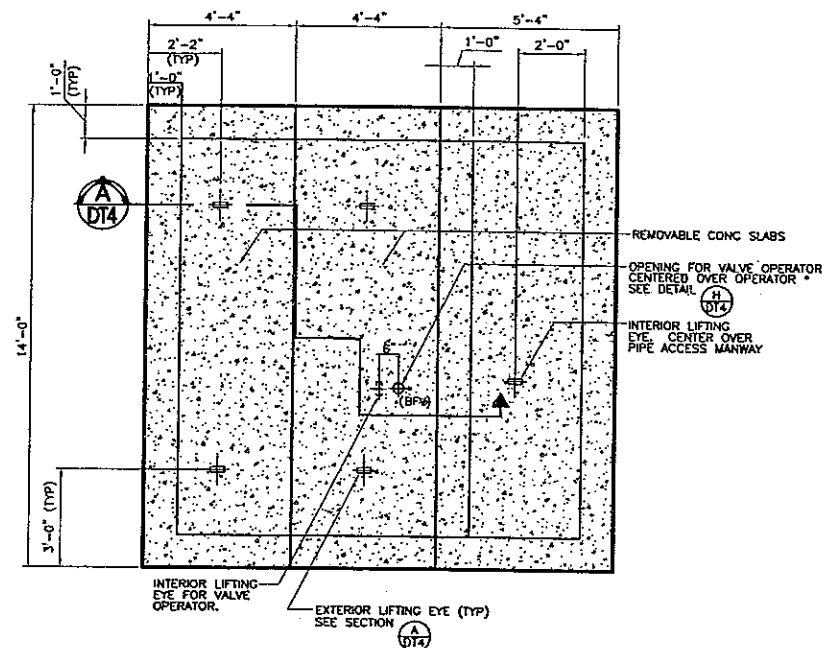 4'-4"
4'-4"
5'-4"
2'-2"
(TYP)
1'-0"
2'-0"
1'-0"
(TYP)
1'-0"
(TYP)
A
DT4
REMOVABLE CONC SLABS
OPENING FOR VALVE OPERATOR
CENTERED OVER OPERATOR *
SEE DETAIL
H
DT4
INTERIOR LIFTING
EYE. CENTER OVER
PIPE ACCESS MANWAY
14'-0"
6"
(BFV)
3'-0" (TYP)
INTERIOR LIFTING
EYE FOR VALVE
OPERATOR.
EXTERIOR LIFTING EYE (TYP)
SEE SECTION
A
DT4